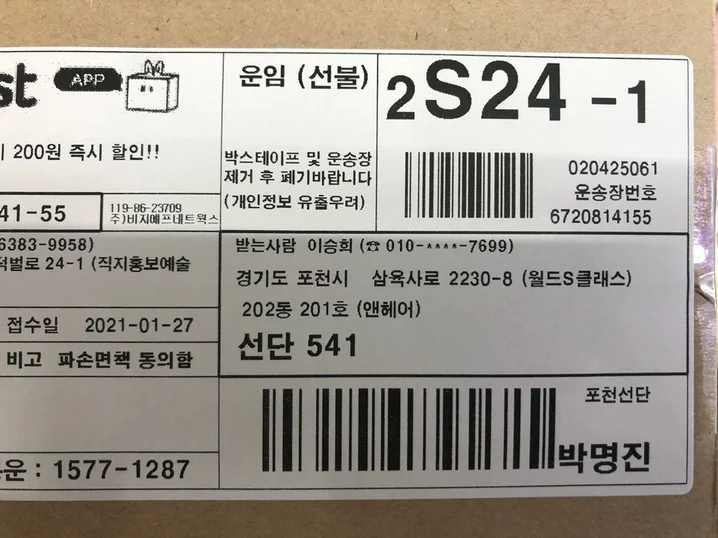 st APP
200원 즉시 할인!!
41-55
119-86-23709
주)비지에프네트웍스
6383-9958)
덕벌로 24-1 (직지홍보예술
접수일 2021-01-27
비고 파손면책 동의함
운 : 1577-1287
운임 (선불)
박스테이프 및 운송장
제거 후 폐기바랍니다
(개인정보 유출우려)
2S24-1
020425061
운송장번호
6720814155
받는사람 이승희 (☎ 010-****-7699)
경기도 포천시 삼육사로 2230-8 (월드S클래스)
202동 201호 (앤헤어)
선단 541
포천선단
박명진